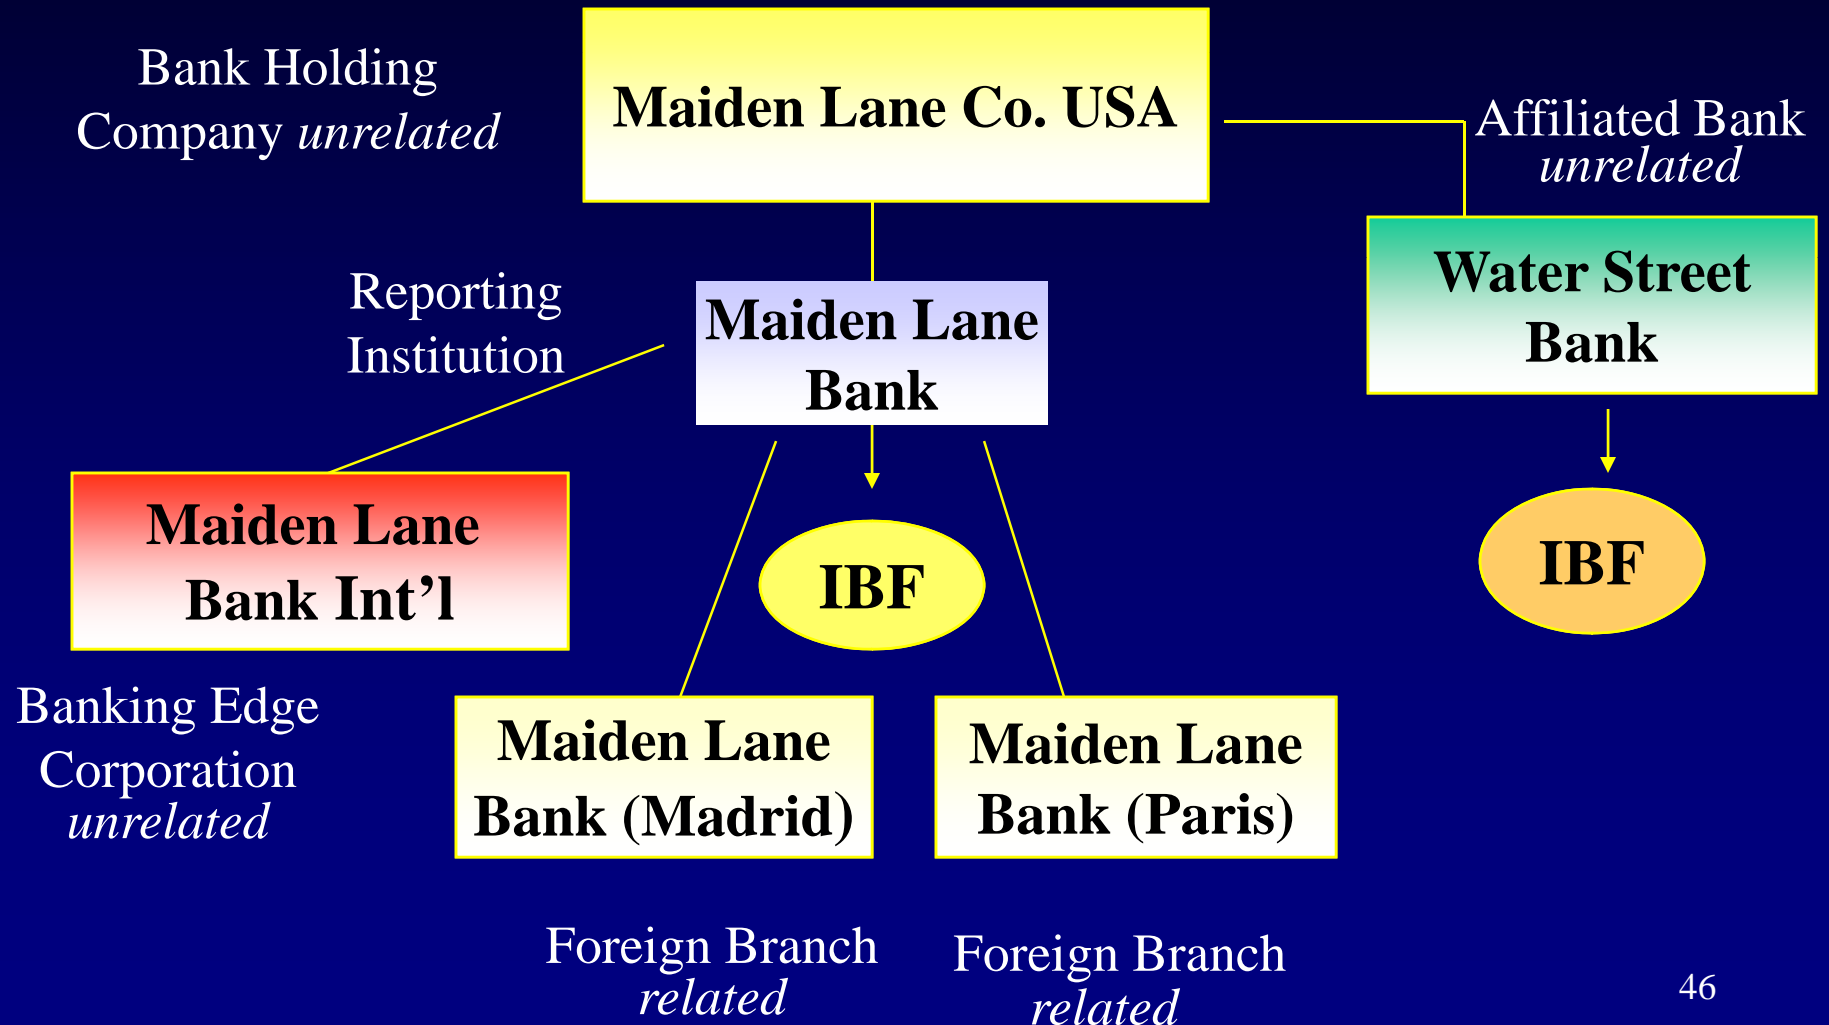 Bank Holding
Company unrelated
Maiden Lane Co. USA
Affiliated Bank
unrelated
Water Street
Bank
Reporting
Institution
Maiden Lane
Bank
Maiden Lane
Bank Int’l
IBF
IBF
Banking Edge
Corporation
unrelated
Maiden Lane
Bank (Madrid)
Maiden Lane
Bank (Paris)
Foreign Branch
related
Foreign Branch
related
46